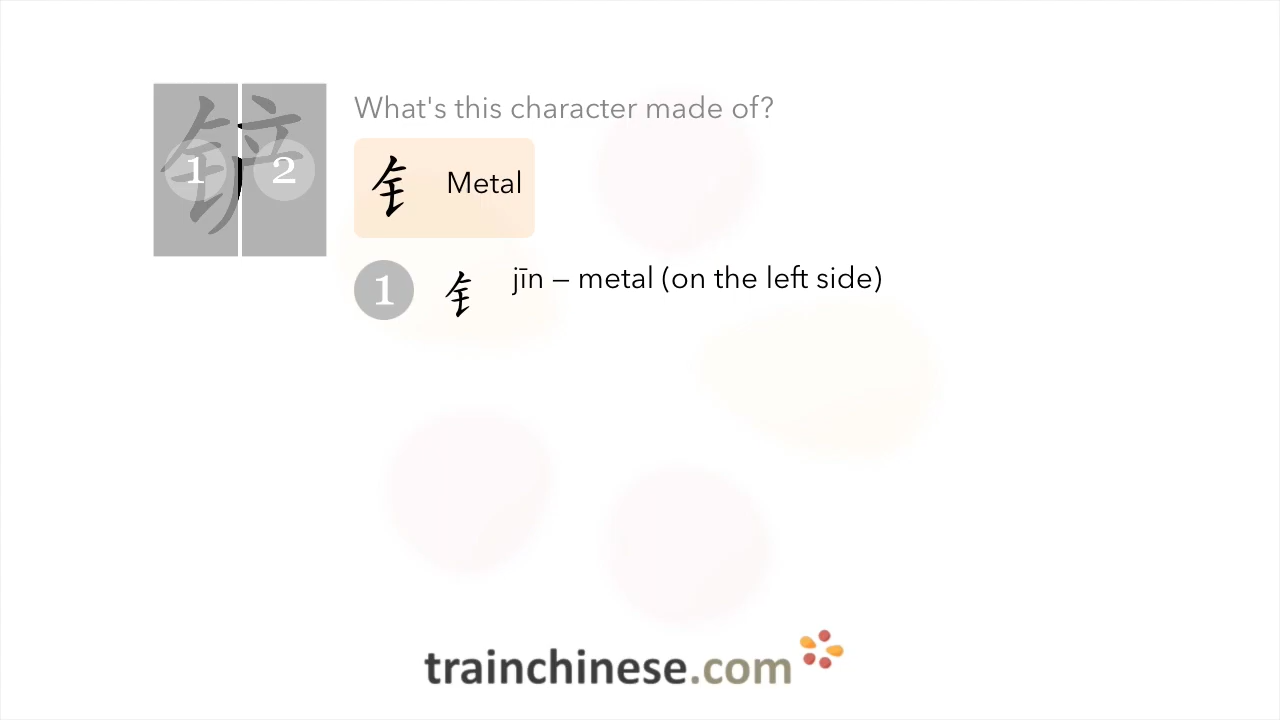 铲
1 2
What's this character made of?
钅 Metal
1 钅 jīn – metal (on the left side)
trainchinese.com